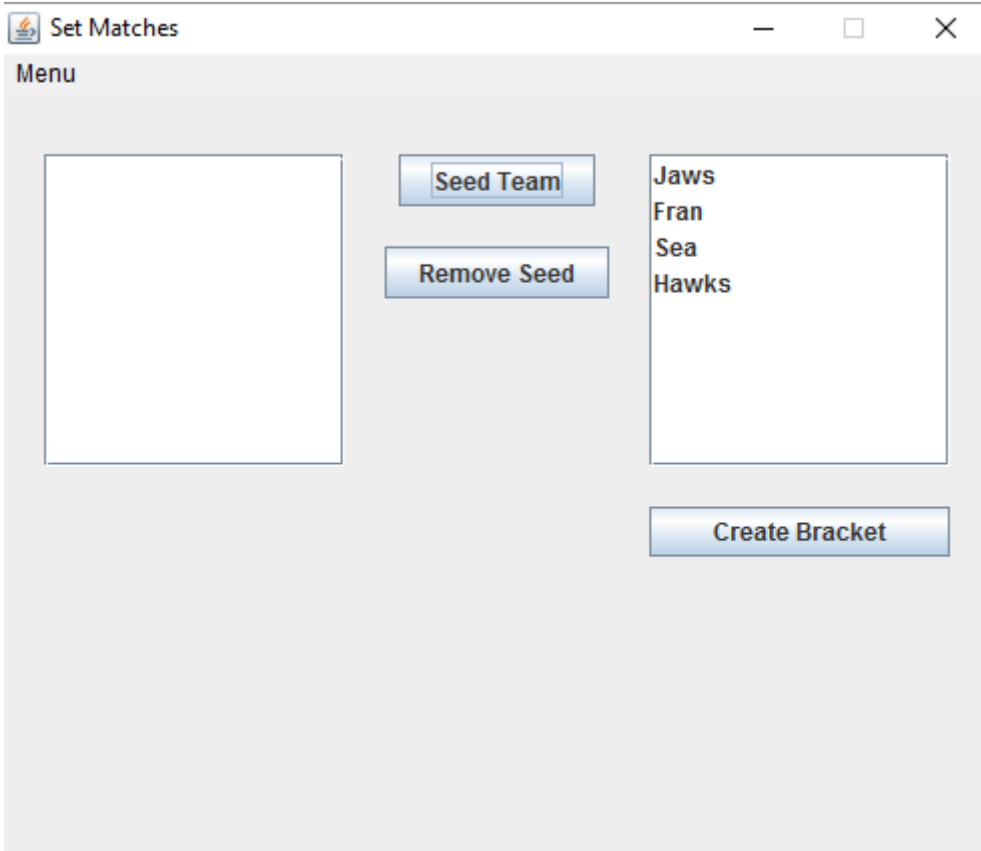 Set Matches
Menu
Seed Team
Remove Seed
Jaws
Fran
Sea
Hawks
Create Bracket